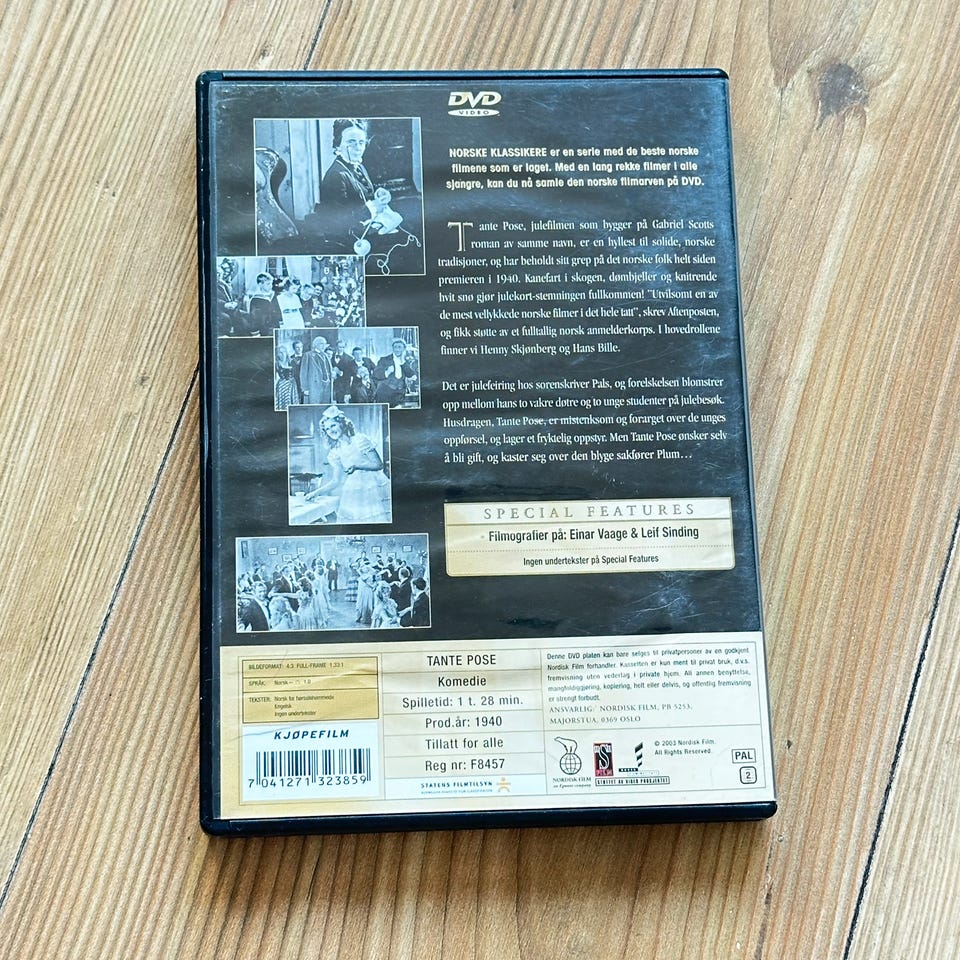 DVD
VIDEO
NORSKE KLASSIKERE er en serie med de beste norske
filmene som er laget. Med en lang rekke filmer i alle
sjangre, kan du nå samle den norske filmarven på DVD.
Tante Pose, julefilmen som bygger på Gabriel Scotts
roman av samme navn, er en hyllest til solide, norske
tradisjoner, og har beholdt sitt grep på det norske folk helt siden
premieren i 1940. Kanefart i skogen, dombjeller og knitrende
hvit snø gjør julekort-stemningen fullkommen! "Utvilsomt en av
de mest vellykkede norske filmer i det hele tatt", skrev Aftenposten,
og fikk støtte av et fulltallig norsk anmelderkorps. I hovedrollene
finner vi Henny Skjønberg og Hans Bille.
Det er julefeiring hos sorenskriver Pals, og forelskelsen blomstrer
opp mellom hans to vakre døtre og to unge studenter på julebesøk.
Husdragen, Tante Pose, er mistenksom og forarget over de unges
oppførsel, og lager et fryktelig oppstyr. Men Tante Pose ønsker selv
å bli gift, og kaster seg over den blyge sakfører Plum...
SPECIAL FEATURES
- Filmografier på: Einar Vaage & Leif Sinding
Ingen undertekster på Special Features
BILDEFORMAT: 4:3 FULL-FRAME 1.33:1
SPRÅK: Norsk – 1.0
TEKSTER: Norsk for hørselshemmede
Engelsk
Ingen undertekster
KJØPEFILM
7 041271 323859
TANTE POSE
Komedie
Spilletid: 1 t. 28 min.
Prod.år: 1940
Tillatt for alle
Reg nr: F8457
STATENS FILMTILSYN
Denne DVD platen kan bare selges til privatpersoner av en godkjent
Nordisk Film forhandler. Kassetten er kun ment til privat bruk, d.v.s.
fremvisning uten vederlag i private hjem. All annen benyttelse,
mangfoldiggjøring, kopiering, helt eller delvis, og offentlig fremvisning
er strengt forbudt.
ANSVARLIG: NORDISK FILM, PB 5253,
MAJORSTUA, 0369 OSLO
NORDISK FILM
an Egmont company
S
FILM
STØTTET AV VIDEO PROSJEKTET
© 2003 Nordisk Film.
All Rights Reserved.
PAL
2